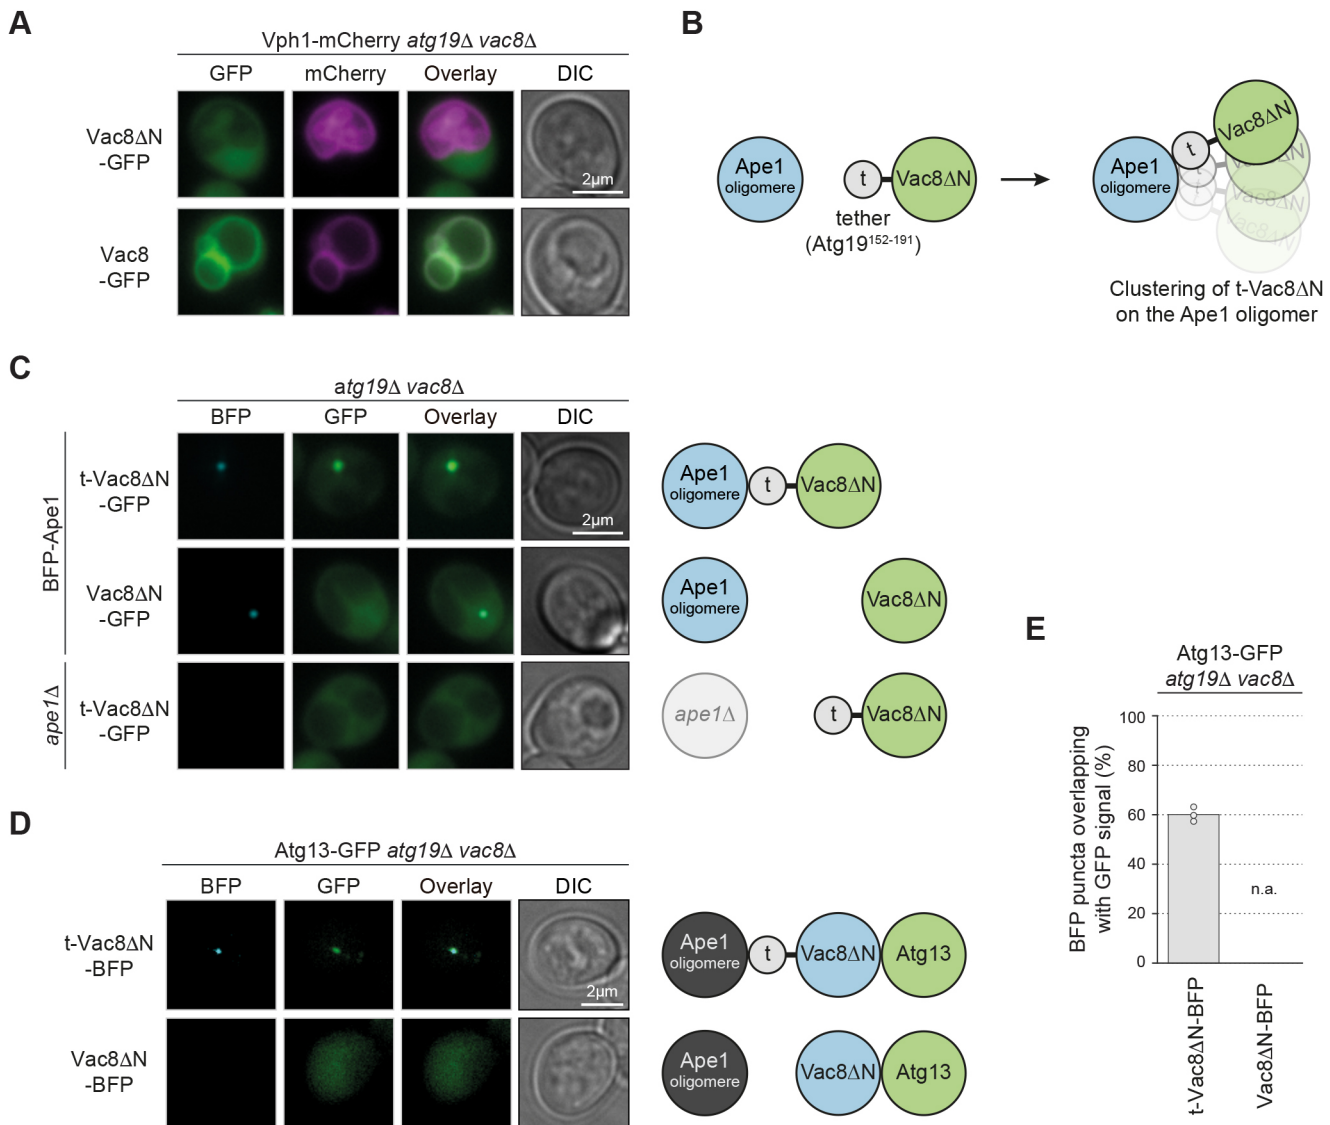 A
Vph1-mCherry atg19Δ vac8Δ
GFP mCherry Overlay DIC
Vac8ΔN
-GFP
2µm
Vac8
-GFP
B
Ape1
oligomere
t
Vac8ΔN
tether
(Atg19152-191)
Ape1
oligomere
t
Vac8ΔN
t
Vac8ΔN
t
Vac8ΔN
t
Vac8ΔN
Clustering of t-Vac8ΔN
on the Ape1 oligomer
C
atg19Δ vac8Δ
BFP GFP Overlay DIC
BFP-Ape1
t-Vac8ΔN
-GFP
2µm
Ape1
oligomere
t
Vac8ΔN
Vac8ΔN
-GFP
Ape1
oligomere
Vac8ΔN
ape1Δ
t-Vac8ΔN
-GFP
ape1Δ
t
Vac8ΔN
D
Atg13-GFP atg19Δ vac8Δ
BFP GFP Overlay DIC
t-Vac8ΔN
-BFP
2µm
Ape1
oligomere
t
Vac8ΔN
Atg13
Vac8ΔN
-BFP
Ape1
oligomere
Vac8ΔN
Atg13
E
Atg13-GFP
atg19Δ vac8Δ
BFP puncta overlapping
with GFP signal (%)
100
80
60
40
20
0
n.a.
t-Vac8ΔN-BFP
Vac8ΔN-BFP